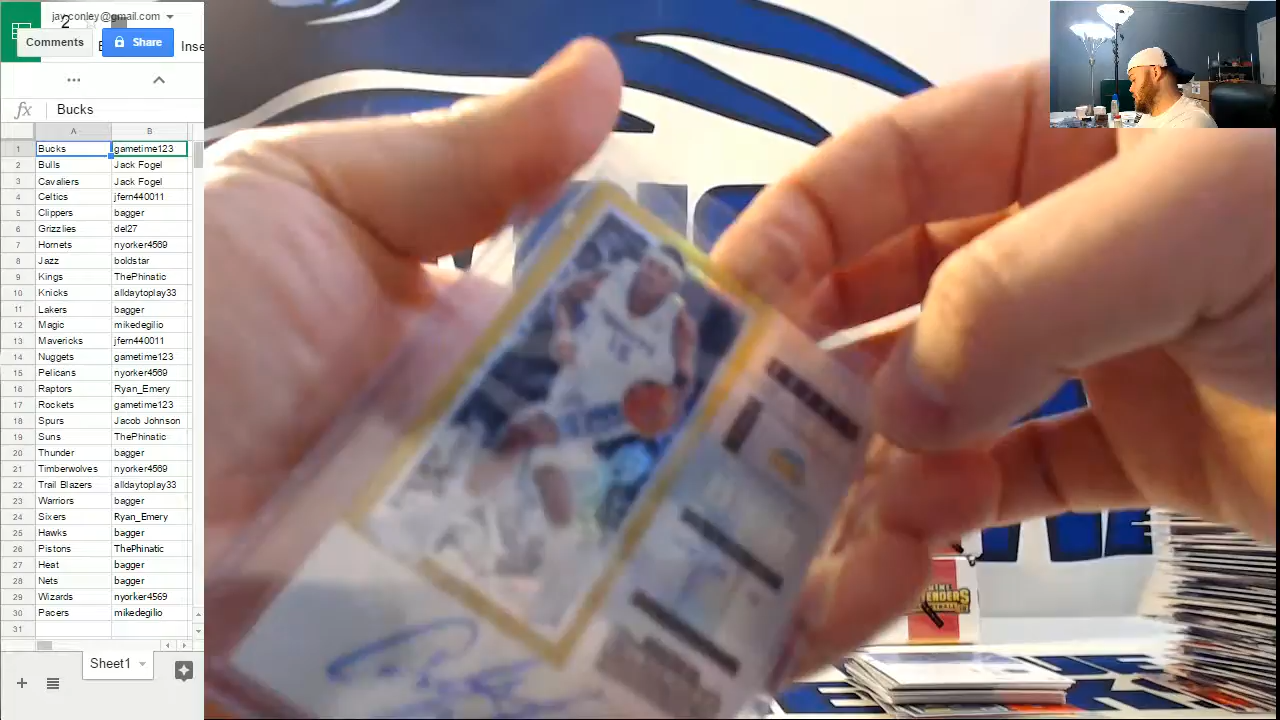 jay.conley@gmail.com
2
Comments
Share
Inse
fx Bucks
A B
1 Bucks gametime123
2 Bulls Jack Fogel
3 Cavaliers Jack Fogel
4 Celtics jfern440011
5 Clippers bagger
6 Grizzlies del27
7 Hornets nyorker4569
8 Jazz boldstar
9 Kings ThePhinatic
10 Knicks alldaytoplay33
11 Lakers bagger
12 Magic mikedegilio
13 Mavericks jfern440011
14 Nuggets gametime123
15 Pelicans nyorker4569
16 Raptors Ryan_Emery
17 Rockets gametime123
18 Spurs Jacob Johnson
19 Suns ThePhinatic
20 Thunder bagger
21 Timberwolves nyorker4569
22 Trail Blazers alldaytoplay33
23 Warriors bagger
24 Sixers Ryan_Emery
25 Hawks bagger
26 Pistons ThePhinatic
27 Heat bagger
28 Nets bagger
29 Wizards nyorker4569
30 Pacers mikedegilio
31
Sheet1